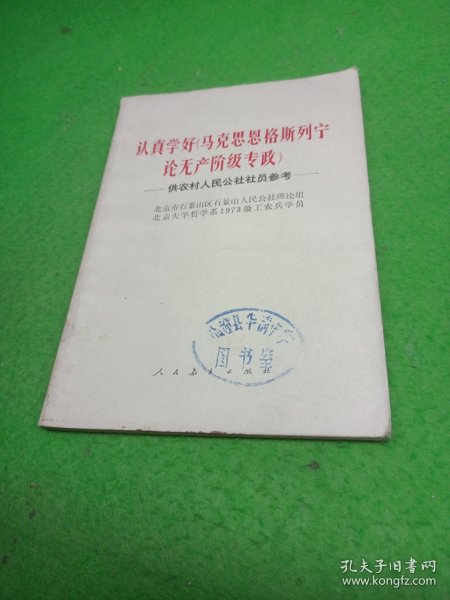 认真学好(马克思恩格斯列宁
论无产阶级专政)
——供农村人民公社社员参考——
北京市石景山区石景山人民公社理论组
北京大学哲学系1973级工农兵学员
图书室
人民教育出版社
孔夫子旧书网
www.kongfz.com